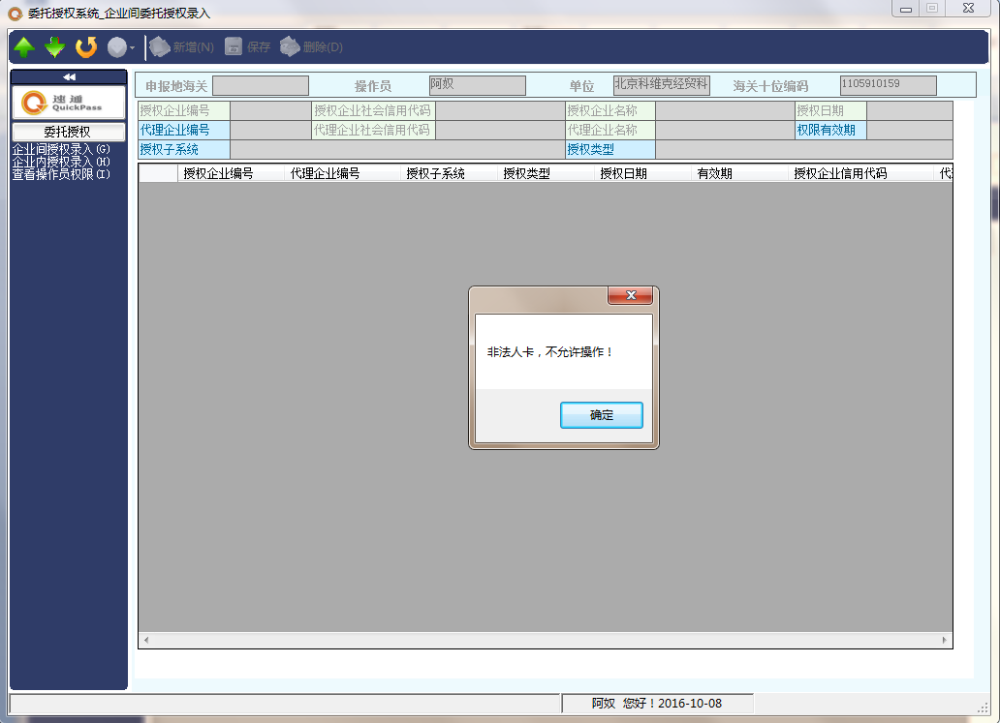 委托授权系统_企业间委托授权录入
新增(N) 保存 删除(D)
速通
QuickPass
委托授权
企业间授权录入(G)
企业内授权录入(H)
查看操作员权限(I)
申报地海关 操作员 阿奴 单位 北京科维克经贸科 海关十位编码 1105910159
授权企业编号 授权企业社会信用代码 授权企业名称 授权日期
代理企业编号 代理企业社会信用代码 代理企业名称 权限有效期
授权子系统 授权类型
授权企业编号 代理企业编号 授权子系统 授权类型 授权日期 有效期 授权企业信用代码 代
非法人卡，不允许操作！
确定
阿奴 您好！2016-10-08